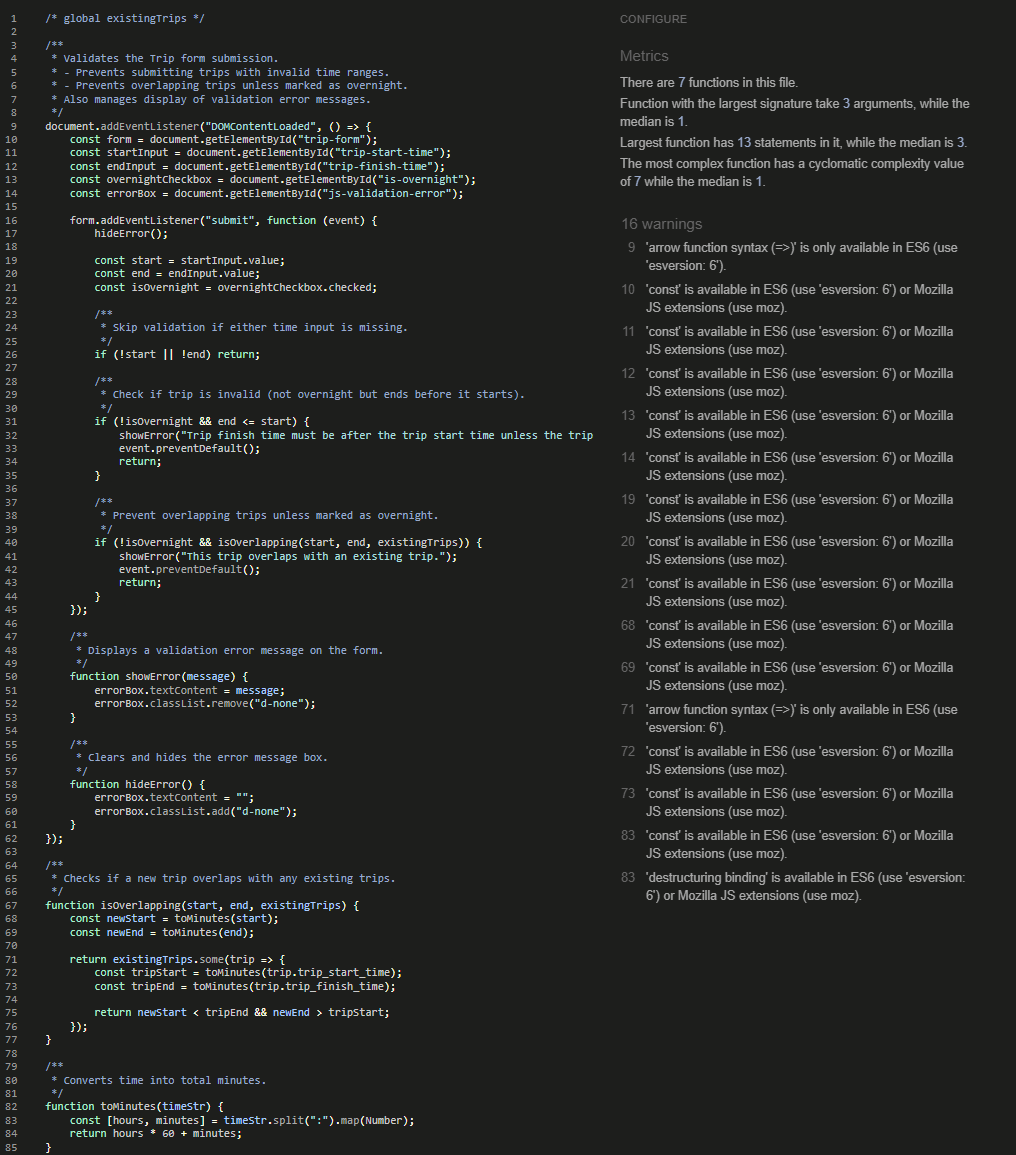 1 /* global existingTrips */
2
3 /**
4  * Validates the Trip form submission.
5  * - Prevents submitting trips with invalid time ranges.
6  * - Prevents overlapping trips unless marked as overnight.
7  * Also manages display of validation error messages.
8  */
9 document.addEventListener("DOMContentLoaded", () => {
10     const form = document.getElementById("trip-form");
11     const startInput = document.getElementById("trip-start-time");
12     const endInput = document.getElementById("trip-finish-time");
13     const overnightCheckbox = document.getElementById("is-overnight");
14     const errorBox = document.getElementById("js-validation-error");
15
16     form.addEventListener("submit", function (event) {
17         hideError();
18
19         const start = startInput.value;
20         const end = endInput.value;
21         const isOvernight = overnightCheckbox.checked;
22
23         /**
24          * Skip validation if either time input is missing.
25          */
26         if (!start || !end) return;
27
28         /**
29          * Check if trip is invalid (not overnight but ends before it starts).
30          */
31         if (!isOvernight && end <= start) {
32             showError("Trip finish time must be after the trip start time unless the trip
33             event.preventDefault();
34             return;
35         }
36
37         /**
38          * Prevent overlapping trips unless marked as overnight.
39          */
40         if (!isOvernight && isOverlapping(start, end, existingTrips)) {
41             showError("This trip overlaps with an existing trip.");
42             event.preventDefault();
43             return;
44         }
45     });
46
47     /**
48      * Displays a validation error message on the form.
49      */
50     function showError(message) {
51         errorBox.textContent = message;
52         errorBox.classList.remove("d-none");
53     }
54
55     /**
56      * Clears and hides the error message box.
57      */
58     function hideError() {
59         errorBox.textContent = "";
60         errorBox.classList.add("d-none");
61     }
62 });
63
64 /**
65  * Checks if a new trip overlaps with any existing trips.
66  */
67 function isOverlapping(start, end, existingTrips) {
68     const newStart = toMinutes(start);
69     const newEnd = toMinutes(end);
70
71     return existingTrips.some(trip => {
72         const tripStart = toMinutes(trip.trip_start_time);
73         const tripEnd = toMinutes(trip.trip_finish_time);
74
75         return newStart < tripEnd && newEnd > tripStart;
76     });
77 }
78
79 /**
80  * Converts time into total minutes.
81  */
82 function toMinutes(timeStr) {
83     const [hours, minutes] = timeStr.split(":").map(Number);
84     return hours * 60 + minutes;
85 }
CONFIGURE
Metrics
There are 7 functions in this file.
Function with the largest signature take 3 arguments, while the
median is 1.
Largest function has 13 statements in it, while the median is 3.
The most complex function has a cyclomatic complexity value
of 7 while the median is 1.
16 warnings
9 'arrow function syntax (=>)' is only available in ES6 (use
'esversion: 6').
10 'const' is available in ES6 (use 'esversion: 6') or Mozilla
JS extensions (use moz).
11 'const' is available in ES6 (use 'esversion: 6') or Mozilla
JS extensions (use moz).
12 'const' is available in ES6 (use 'esversion: 6') or Mozilla
JS extensions (use moz).
13 'const' is available in ES6 (use 'esversion: 6') or Mozilla
JS extensions (use moz).
14 'const' is available in ES6 (use 'esversion: 6') or Mozilla
JS extensions (use moz).
19 'const' is available in ES6 (use 'esversion: 6') or Mozilla
JS extensions (use moz).
20 'const' is available in ES6 (use 'esversion: 6') or Mozilla
JS extensions (use moz).
21 'const' is available in ES6 (use 'esversion: 6') or Mozilla
JS extensions (use moz).
68 'const' is available in ES6 (use 'esversion: 6') or Mozilla
JS extensions (use moz).
69 'const' is available in ES6 (use 'esversion: 6') or Mozilla
JS extensions (use moz).
71 'arrow function syntax (=>)' is only available in ES6 (use
'esversion: 6').
72 'const' is available in ES6 (use 'esversion: 6') or Mozilla
JS extensions (use moz).
73 'const' is available in ES6 (use 'esversion: 6') or Mozilla
JS extensions (use moz).
83 'const' is available in ES6 (use 'esversion: 6') or Mozilla
JS extensions (use moz).
83 'destructuring binding' is available in ES6 (use 'esversion:
6') or Mozilla JS extensions (use moz).